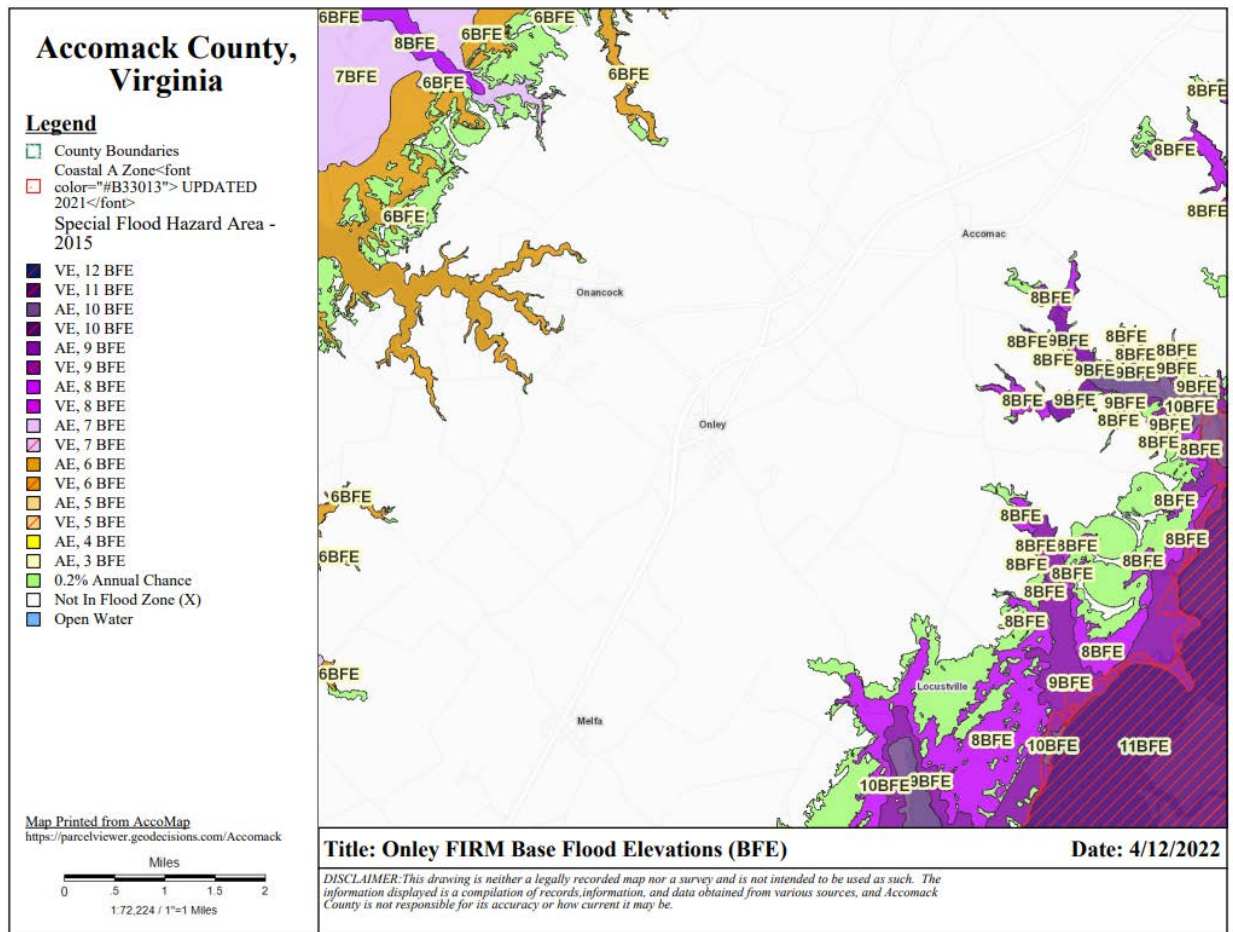 Accomack County,
Virginia
Legend
County Boundaries
Coastal A Zone<font
color="#B33013"> UPDATED
2021</font>
Special Flood Hazard Area -
2015
VE, 12 BFE
VE, 11 BFE
AE, 10 BFE
VE, 10 BFE
AE, 9 BFE
VE, 9 BFE
AE, 8 BFE
VE, 8 BFE
AE, 7 BFE
VE, 7 BFE
AE, 6 BFE
VE, 6 BFE
AE, 5 BFE
VE, 5 BFE
AE, 4 BFE
AE, 3 BFE
0.2% Annual Chance
Not In Flood Zone (X)
Open Water
Map Printed from AccoMap
https://parcelviewer.geodecisions.com/Accomack
Miles
0 .5 1 1.5 2
1:72,224 / 1"=1 Miles
6BFE 6BFE
6BFE
8BFE
7BFE 6BFE 6BFE
8BFE
8BFE
6BFE 8BFE
Accomac
Onancock
8BFE
8BFE 9BFE 8BFE
8BFE 8BFE 8BFE
9BFE 9BFE 9BFE
9BFE
8BFE 9BFE 9BFE 10BFE
8BFE 9BFE
Onley
8BFE 8BFE
6BFE 8BFE
8BFE
8BFE 8BFE 8BFE
6BFE 8BFE 8BFE 8BFE
8BFE
8BFE
8BFE
6BFE 9BFE
Locustville
Melfa
8BFE 10BFE 11BFE
10BFE 9BFE
Title: Onley FIRM Base Flood Elevations (BFE)
Date: 4/12/2022
DISCLAIMER:This drawing is neither a legally recorded map nor a survey and is not intended to be used as such. The
information displayed is a compilation of records,information, and data obtained from various sources, and Accomack
County is not responsible for its accuracy or how current it may be.